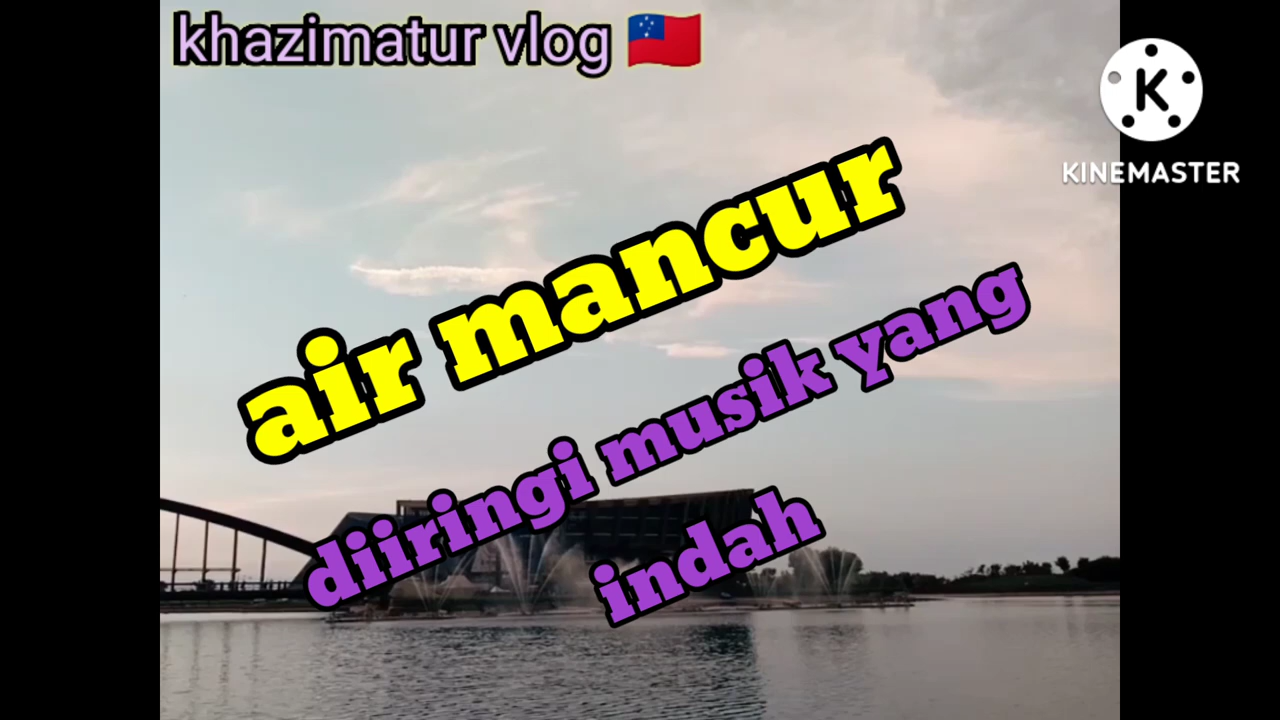 khazimatur vlog 🇼🇸
KINEMASTER
air mancur
diiringi musik yang
indah